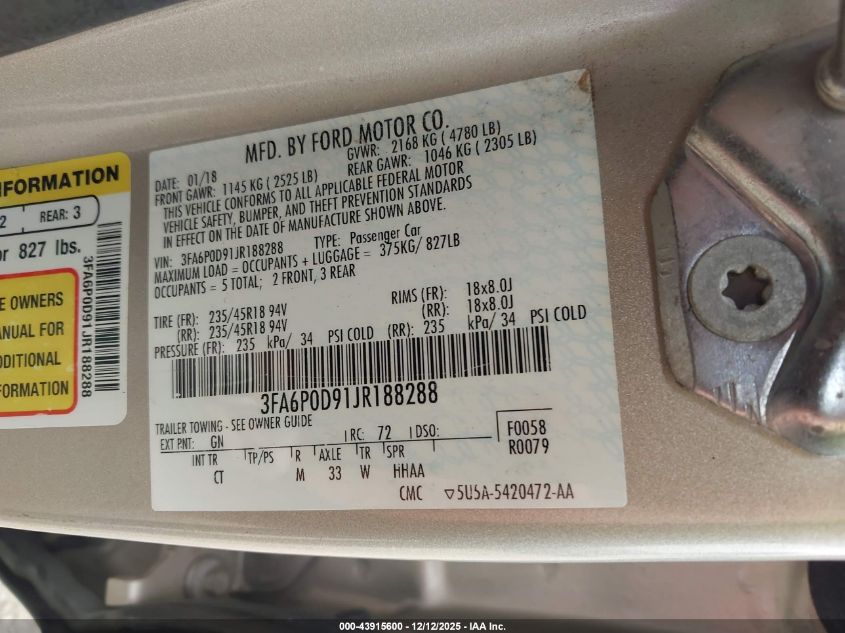 NFORMATION
2 REAR: 3
or 827 lbs.
E OWNERS
ANUAL FOR
DDITIONAL
FORMATION
3FA6P0D91JR188288
MFD. BY FORD MOTOR CO.
DATE: 01/18 GVWR: 2168 KG ( 4780 LB)
FRONT GAWR: 1145 KG ( 2525 LB) REAR GAWR: 1046 KG ( 2305 LB)
THIS VEHICLE CONFORMS TO ALL APPLICABLE FEDERAL MOTOR
VEHICLE SAFETY, BUMPER, AND THEFT PREVENTION STANDARDS
IN EFFECT ON THE DATE OF MANUFACTURE SHOWN ABOVE.
VIN: 3FA6P0D91JR188288 TYPE: Passenger Car
MAXIMUM LOAD = OCCUPANTS + LUGGAGE = 375KG/ 827LB
OCCUPANTS = 5 TOTAL; 2 FRONT, 3 REAR
TIRE (FR): 235/45R18 94V RIMS (FR): 18x8.0J
(RR): 235/45R18 94V (RR): 18x8.0J
PRESSURE (FR): 235 kPa/ 34 PSI COLD (RR): 235 kPa/ 34 PSI COLD
3FA6P0D91JR188288
TRAILER TOWING - SEE OWNER GUIDE
EXT PNT: GN RC: 72 DSO: F0058
R0079
INT TR TP/PS R AXLE TR SPR
CT M 33 W HHAA
CMC ▽5U5A-5420472-AA
000-43915600 - 12/12/2025 - IAA Inc.